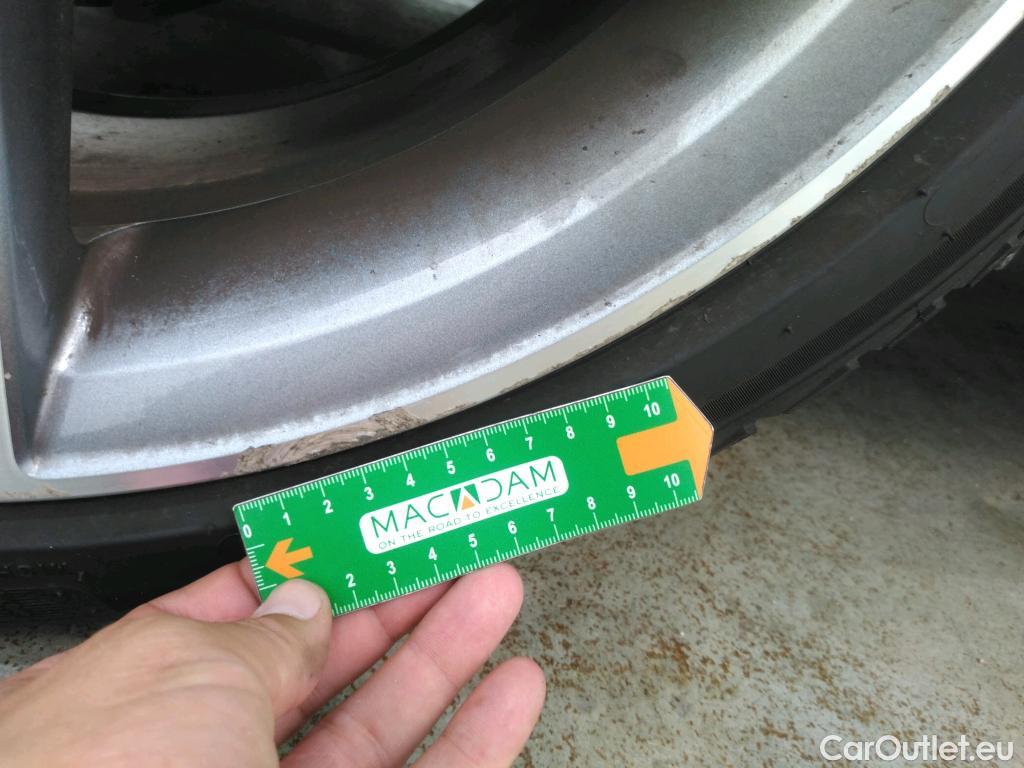 0 1 2 3 4 5 6 7 8 9 10
MACADAM
ON THE ROAD TO EXCELLENCE
2 3 4 5 6 7 8 9 10
CarOutlet.eu